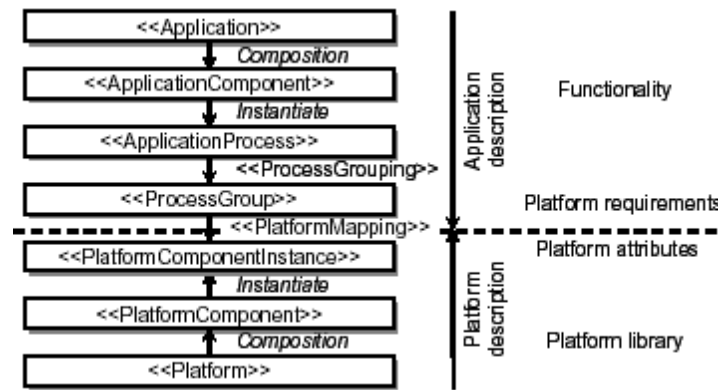 <<Application>>
Composition
<<ApplicationComponent>>
Instantiate
<<ApplicationProcess>>
<<ProcessGrouping>>
<<ProcessGroup>>
<<PlatformMapping>>
<<PlatformComponentInstance>>
Instantiate
<<PlatformComponent>>
Composition
<<Platform>>
Application
description
Platform
description
Functionality
Platform requirements
Platform attributes
Platform library